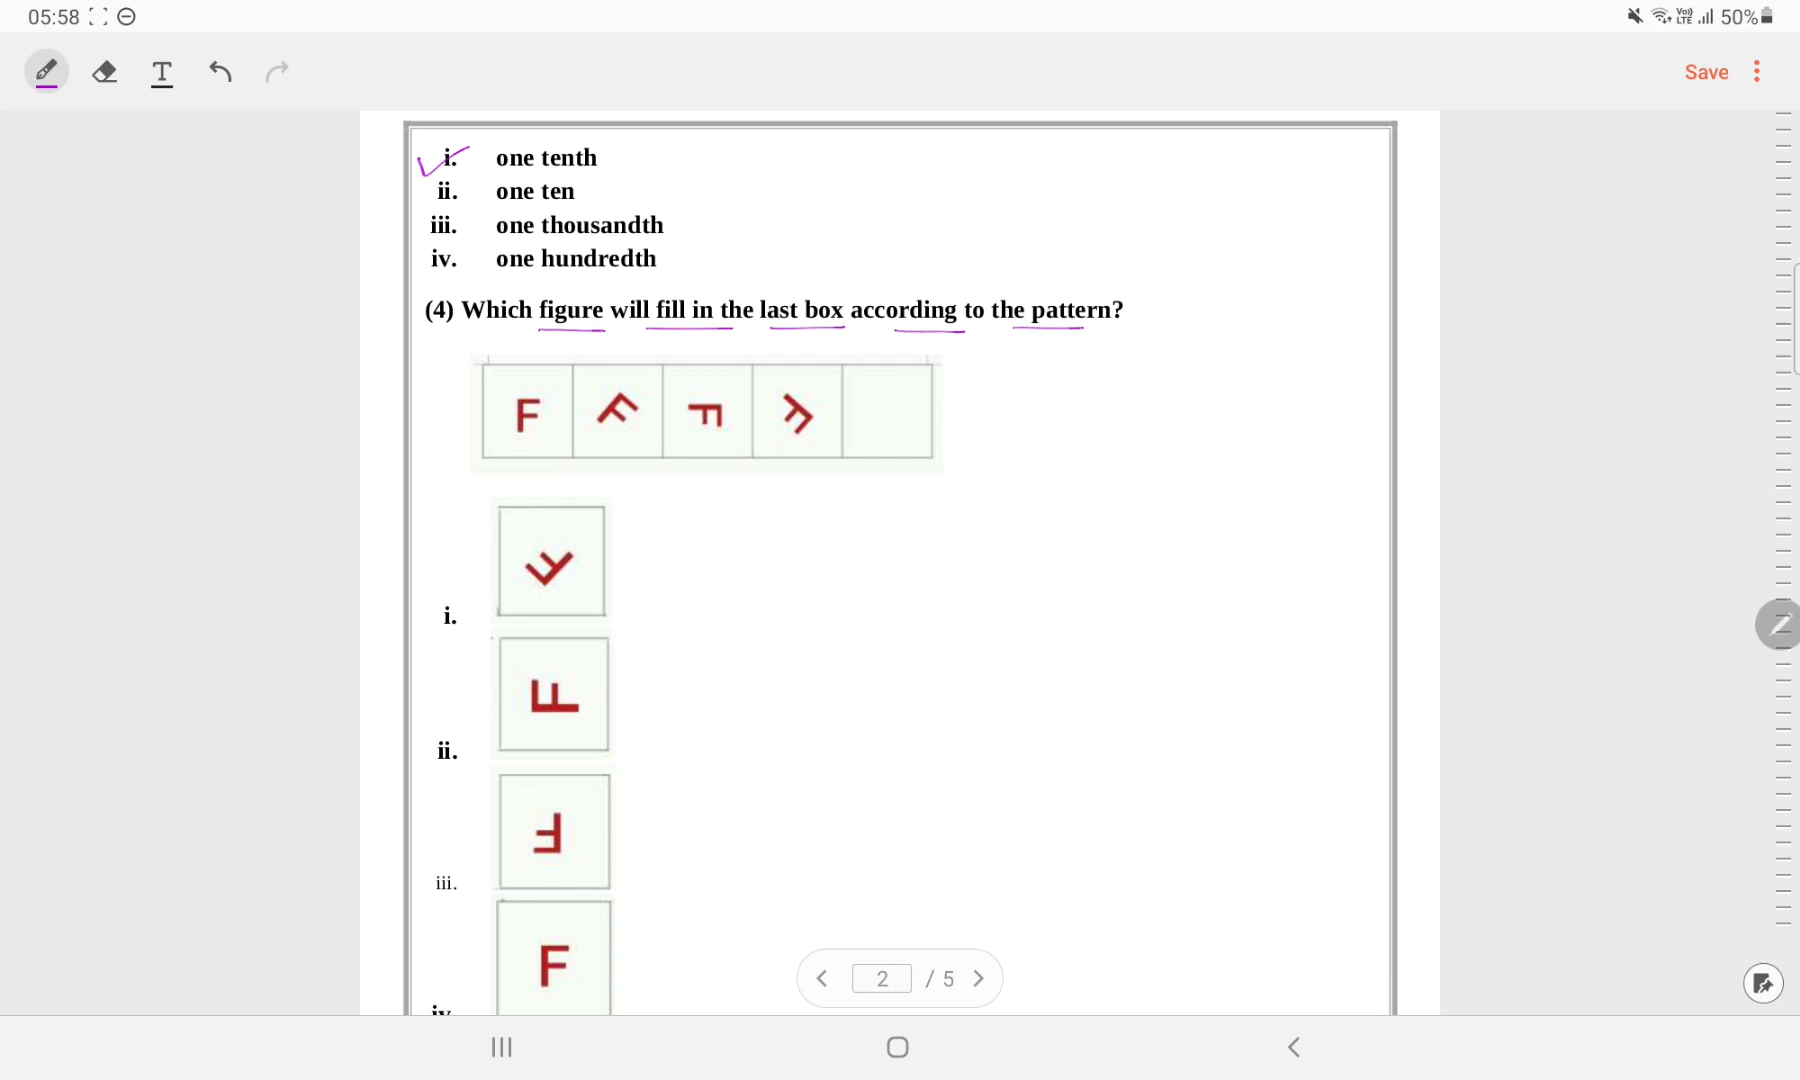 05:58 50%
T Save
i. one tenth
ii. one ten
iii. one thousandth
iv. one hundredth
(4) Which figure will fill in the last box according to the pattern?
F F F F
i. F
ii. F
iii. F
iv. F
2 / 5